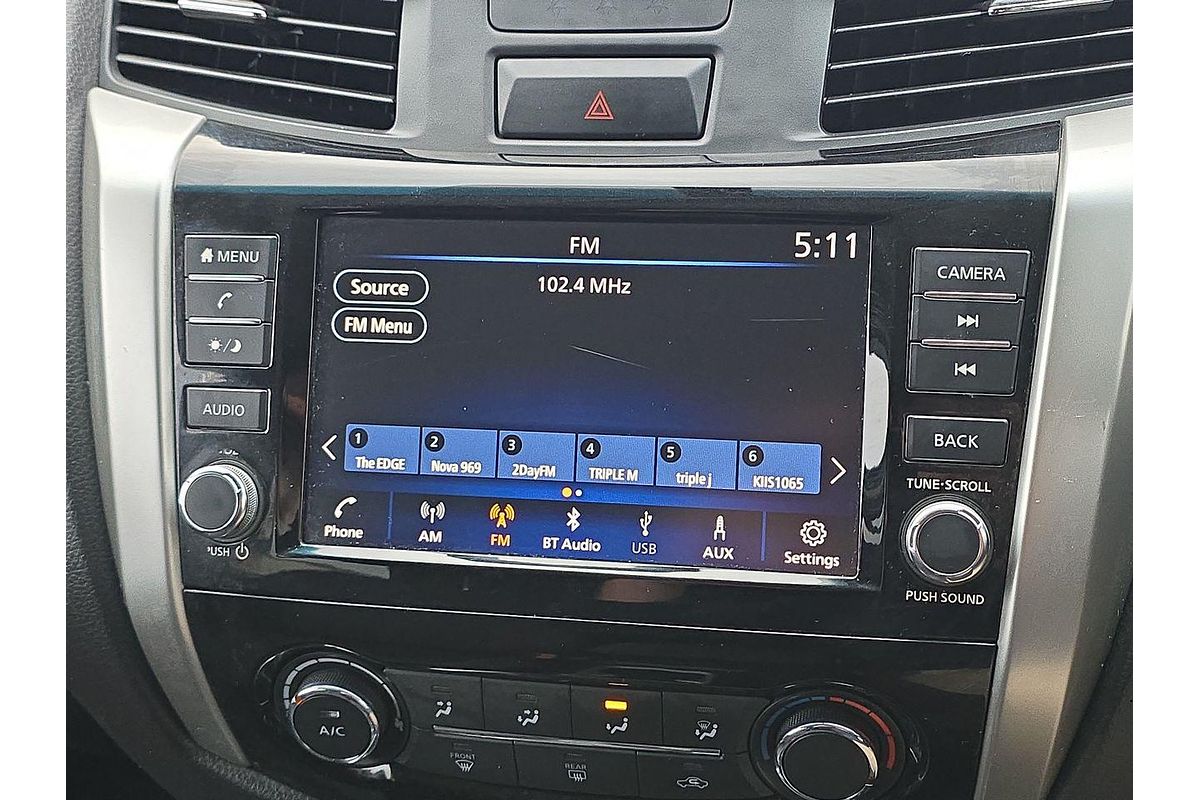 FM
5:11
102.4 MHz
Source
FM Menu
1
The EDGE
2
Nova 969
3
2DayFM
4
TRIPLE M
5
triple j
6
KIIS1065
Phone
AM
FM
BT Audio
USB
AUX
Settings
MENU
AUDIO
PUSH
CAMERA
BACK
TUNE·SCROLL
PUSH SOUND
A/C
FRONT
REAR